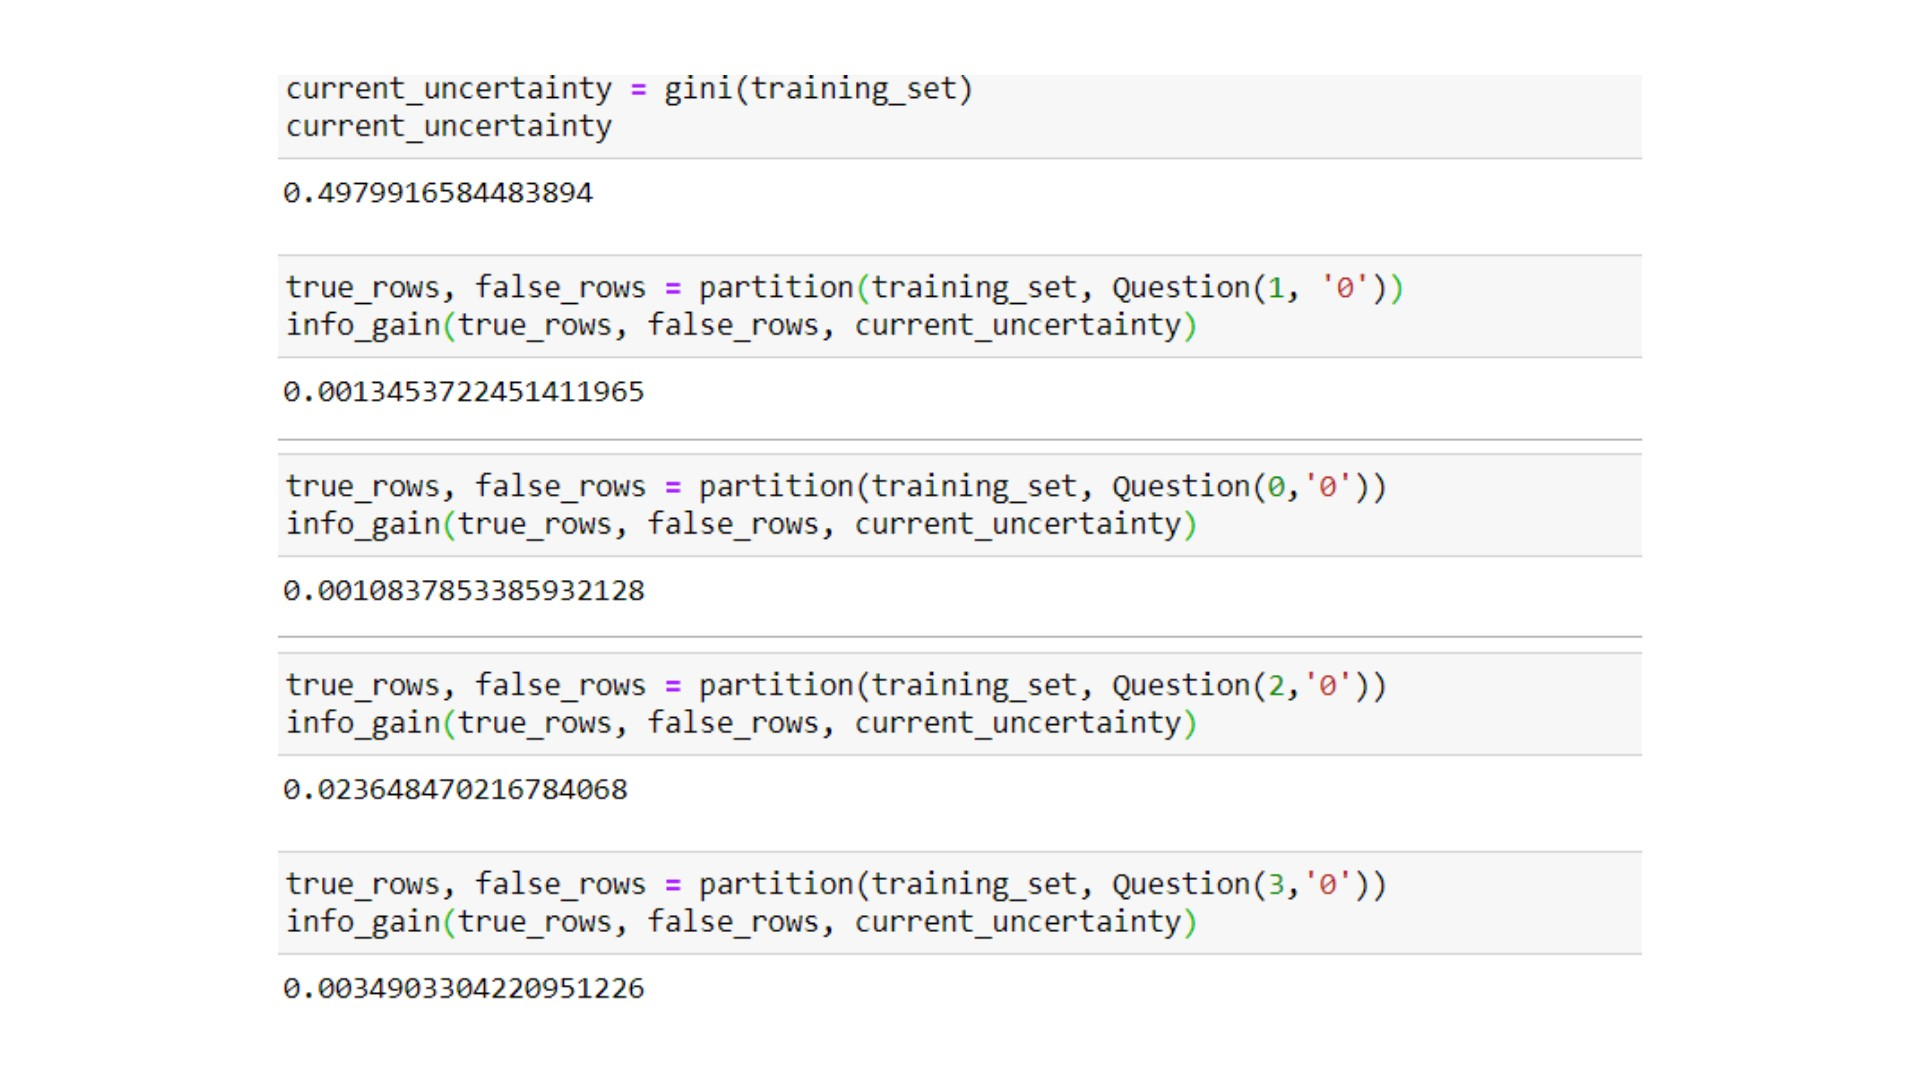 current_uncertainty = gini(training_set)
current_uncertainty
0.4979916584483894
true_rows, false_rows = partition(training_set, Question(1, '0'))
info_gain(true_rows, false_rows, current_uncertainty)
0.0013453722451411965
true_rows, false_rows = partition(training_set, Question(0,'0'))
info_gain(true_rows, false_rows, current_uncertainty)
0.0010837853385932128
true_rows, false_rows = partition(training_set, Question(2,'0'))
info_gain(true_rows, false_rows, current_uncertainty)
0.023648470216784068
true_rows, false_rows = partition(training_set, Question(3,'0'))
info_gain(true_rows, false_rows, current_uncertainty)
0.0034903304220951226